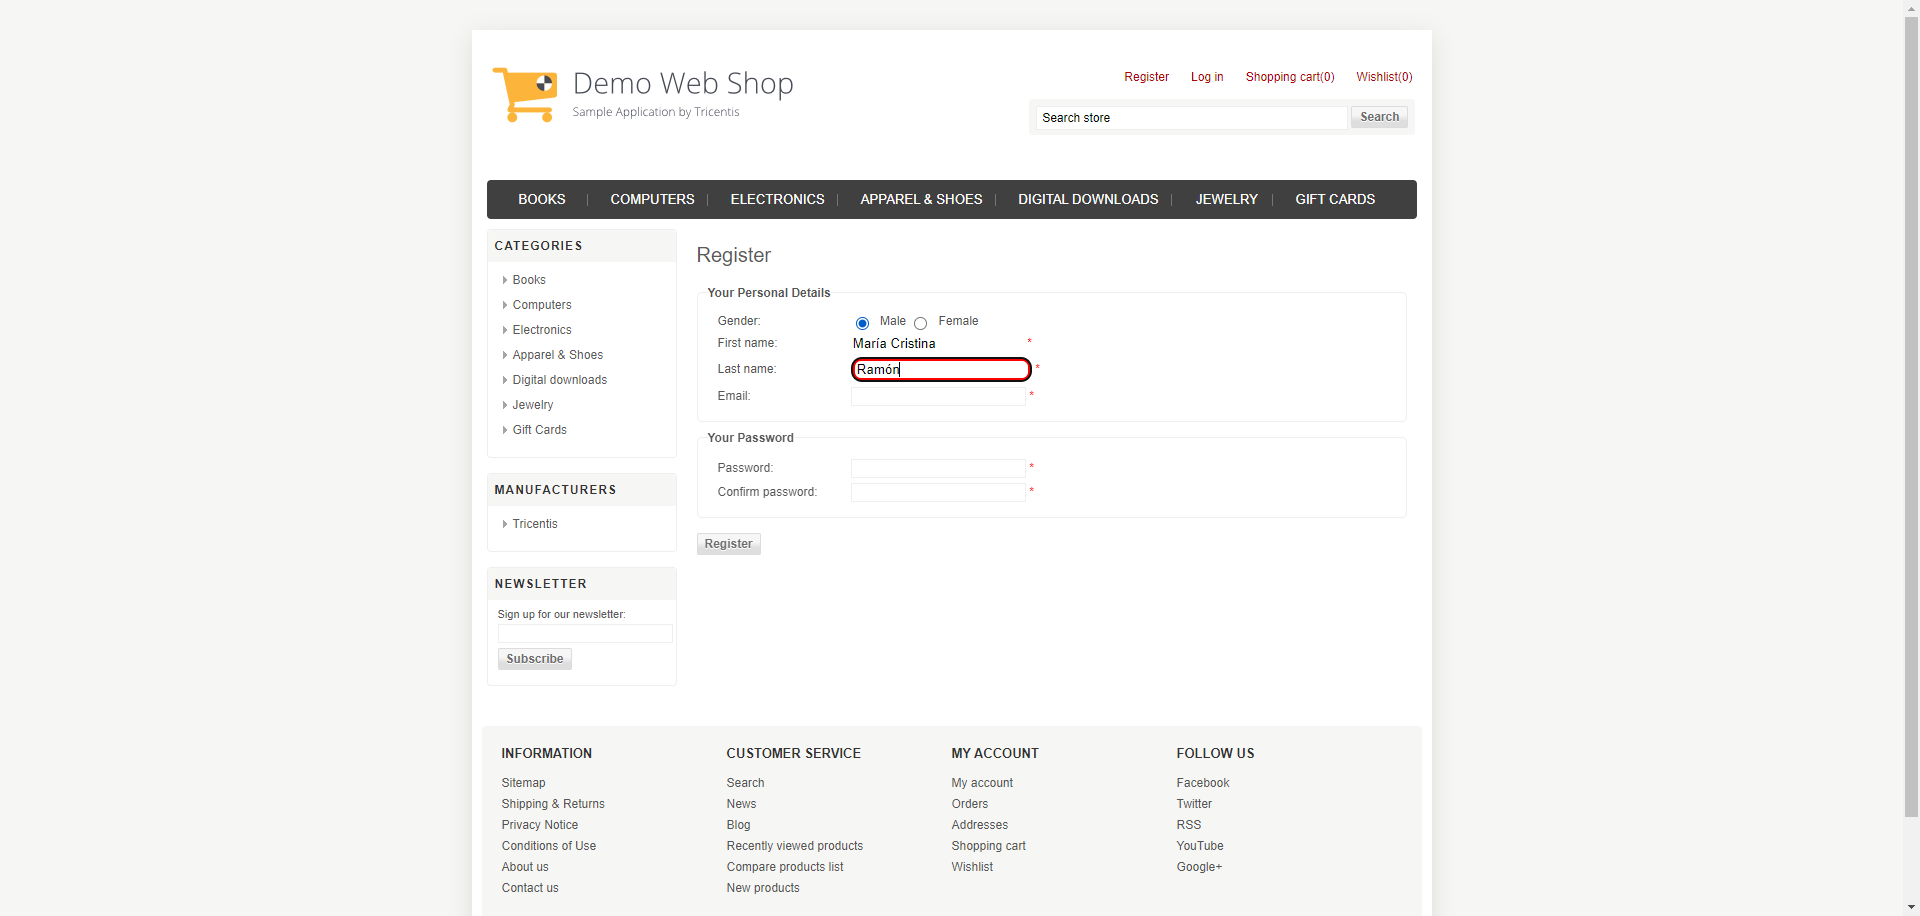 Demo Web Shop
Sample Application by Tricentis
Register Log in Shopping cart(0) Wishlist(0)
Search store Search
BOOKS COMPUTERS ELECTRONICS APPAREL & SHOES DIGITAL DOWNLOADS JEWELRY GIFT CARDS
CATEGORIES
Books
Computers
Electronics
Apparel & Shoes
Digital downloads
Jewelry
Gift Cards
MANUFACTURERS
Tricentis
NEWSLETTER
Sign up for our newsletter:
Subscribe
Register
Your Personal Details
Gender: Male Female
First name: María Cristina *
Last name: Ramón *
Email: *
Your Password
Password: *
Confirm password: *
Register
INFORMATION
Sitemap
Shipping & Returns
Privacy Notice
Conditions of Use
About us
Contact us
CUSTOMER SERVICE
Search
News
Blog
Recently viewed products
Compare products list
New products
MY ACCOUNT
My account
Orders
Addresses
Shopping cart
Wishlist
FOLLOW US
Facebook
Twitter
RSS
YouTube
Google+